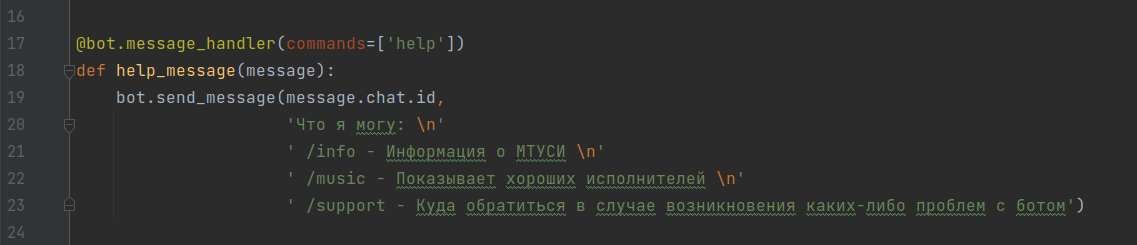 16
17 @bot.message_handler(commands=['help'])
18 def help_message(message):
19 bot.send_message(message.chat.id,
20 'Что я могу: \n'
21 ' /info - Информация о МТУСИ \n'
22 ' /music - Показывает хороших исполнителей \n'
23 ' /support - Куда обратиться в случае возникновения каких-либо проблем с ботом')
24